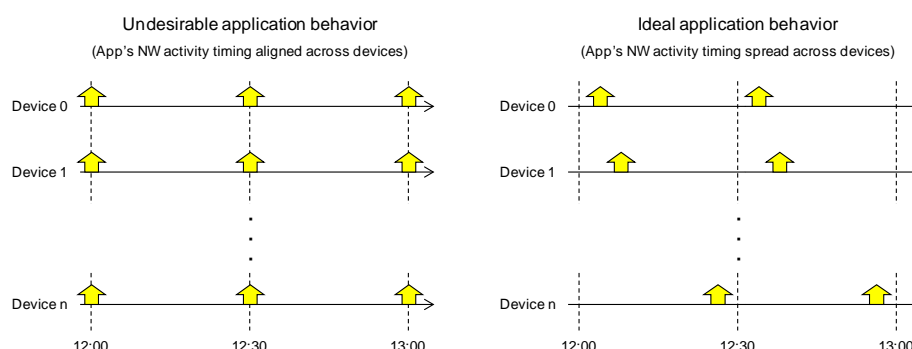 Undesirable application behavior
(App's NW activity timing aligned across devices)
Device 0
Device 1
Device n
12:00
12:30
13:00
Ideal application behavior
(App's NW activity timing spread across devices)
Device 0
Device 1
Device n
12:00
12:30
13:00